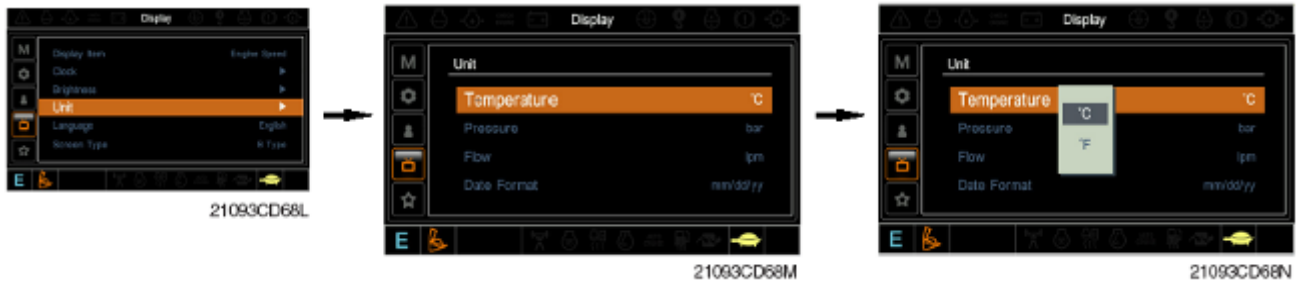 Display
M
Display Item Engine Speed
Clock
Brightness
Unit
Language English
Screen Type B Type
E
21093CD68L
Display
M
Unit
Temperature °C
Pressure bar
Flow lpm
Date Format mm/dd/yy
E
21093CD68M
Display
M
Unit
Temperature °C
°C
Pressure bar
°F
Flow lpm
Date Format mm/dd/yy
E
21093CD68N